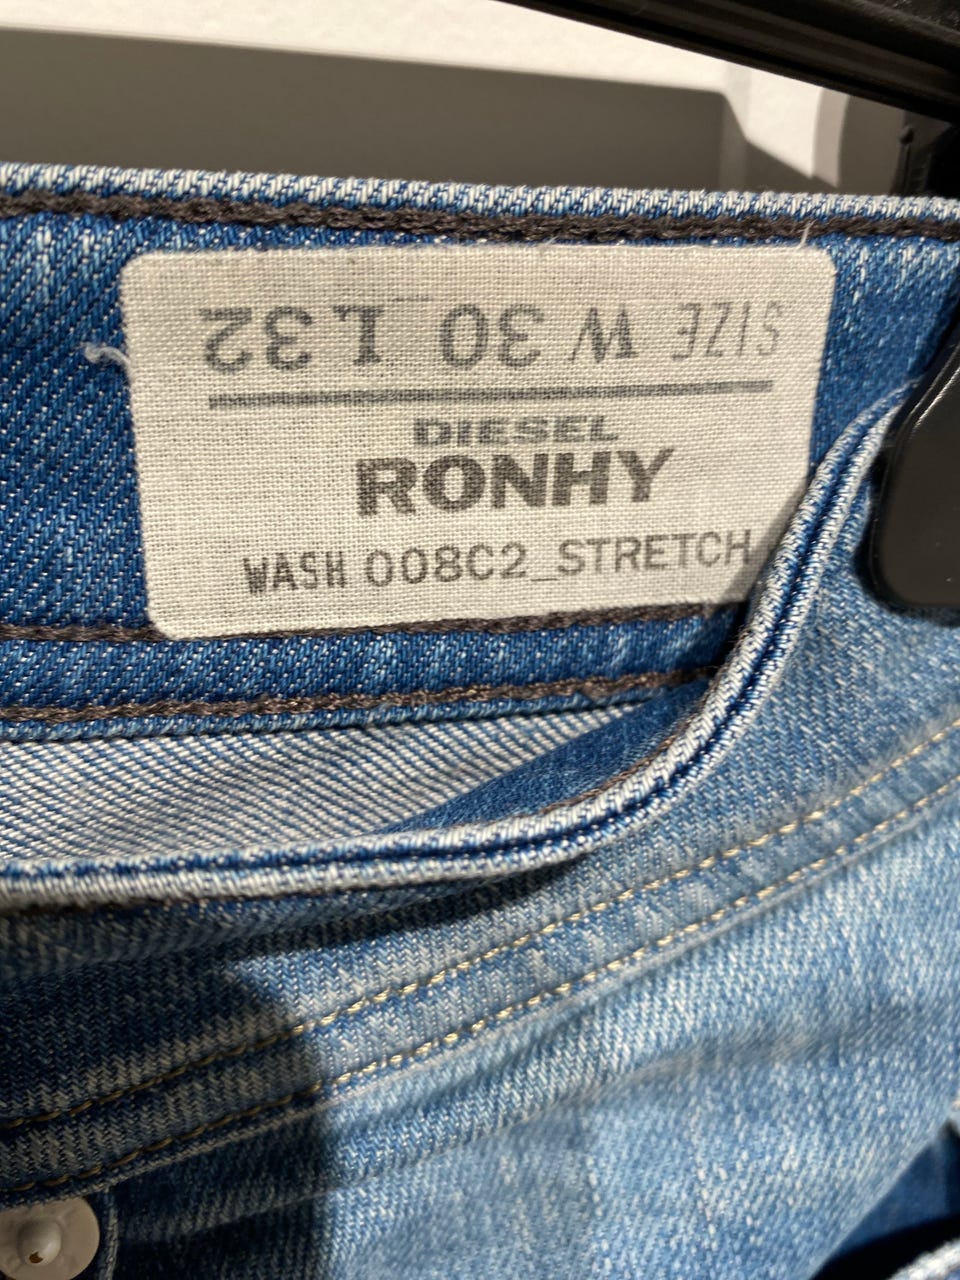 SIZE W 30 L 32
DIESEL
RONHY
WASH 008C2_STRETCH